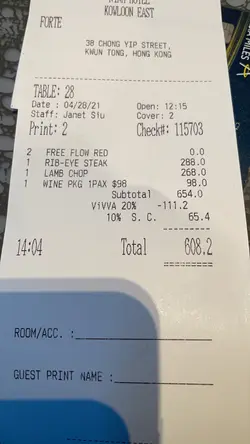 KOWLOON EAST
FORTE
38 CHONG YIP STREET,
KWUN TONG, HONG KONG
TABLE: 28
Date : 04/28/21 Open: 12:15
Staff: Janet Siu Cover: 2
Print: 2 Check#: 115703
2 FREE FLOW RED 0.0
1 RIB-EYE STEAK 288.0
1 LAMB CHOP 268.0
1 WINE PKG 1PAX $98 98.0
Subtotal 654.0
ViVVA 20% -111.2
10% S. C. 65.4
14:04 Total 608.2
ROOM/ACC. :
GUEST PRINT NAME :
MILES